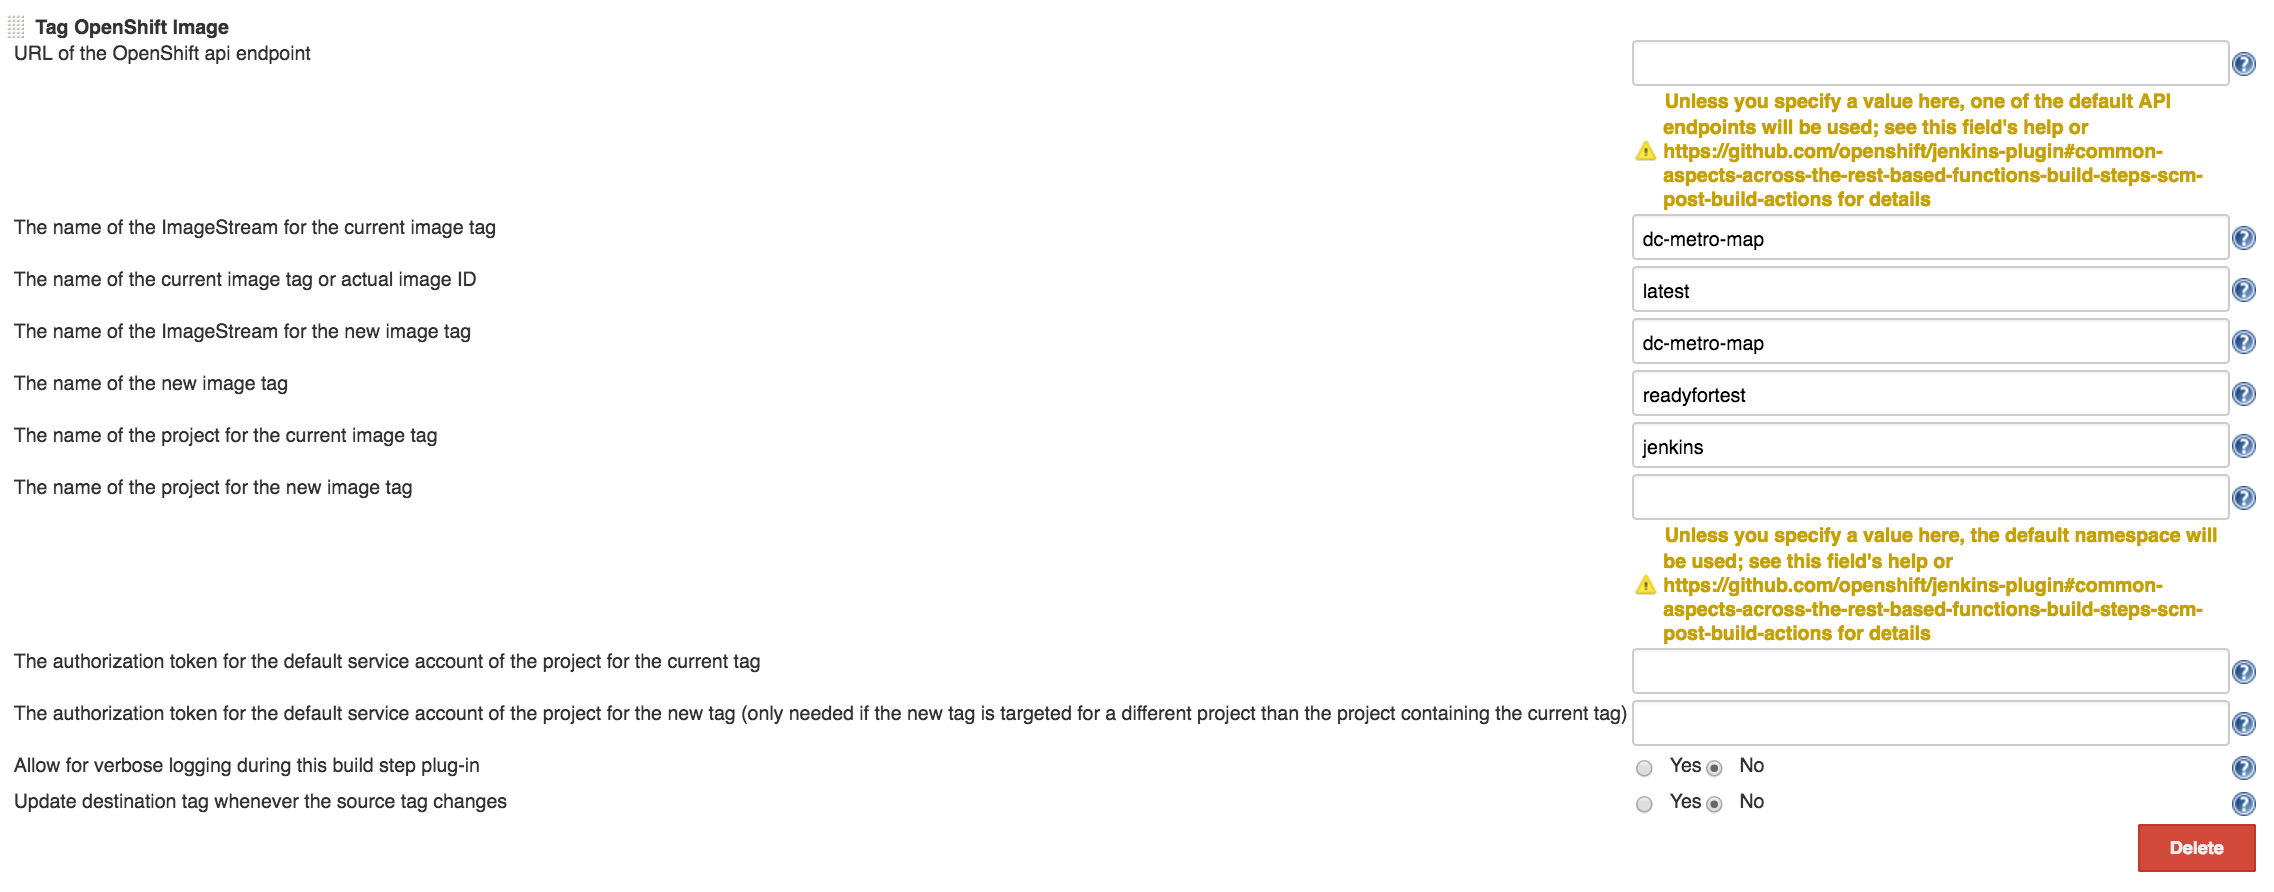 Tag OpenShift Image
URL of the OpenShift api endpoint
Unless you specify a value here, one of the default API
endpoints will be used; see this field's help or
https://github.com/openshift/jenkins-plugin#common-
aspects-across-the-rest-based-functions-build-steps-scm-
post-build-actions for details
The name of the ImageStream for the current image tag
dc-metro-map
The name of the current image tag or actual image ID
latest
The name of the ImageStream for the new image tag
dc-metro-map
The name of the new image tag
readyfortest
The name of the project for the current image tag
jenkins
The name of the project for the new image tag
Unless you specify a value here, the default namespace will
be used; see this field's help or
https://github.com/openshift/jenkins-plugin#common-
aspects-across-the-rest-based-functions-build-steps-scm-
post-build-actions for details
The authorization token for the default service account of the project for the current tag
The authorization token for the default service account of the project for the new tag (only needed if the new tag is targeted for a different project than the project containing the current tag)
Allow for verbose logging during this build step plug-in
Yes No
Update destination tag whenever the source tag changes
Yes No
Delete